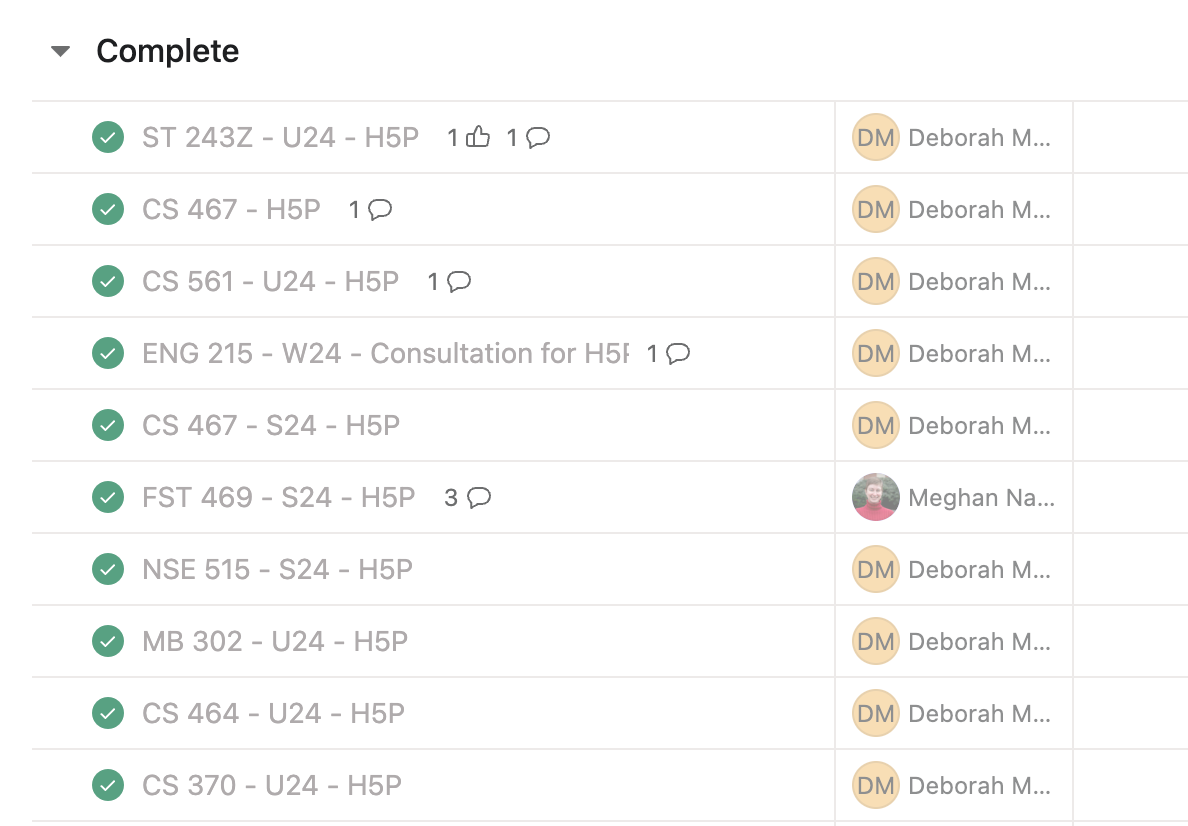 Complete
ST 243Z - U24 - H5P 1 1 DM Deborah M...
CS 467 - H5P 1 DM Deborah M...
CS 561 - U24 - H5P 1 DM Deborah M...
ENG 215 - W24 - Consultation for H5P 1 DM Deborah M...
CS 467 - S24 - H5P DM Deborah M...
FST 469 - S24 - H5P 3 Meghan Na...
NSE 515 - S24 - H5P DM Deborah M...
MB 302 - U24 - H5P DM Deborah M...
CS 464 - U24 - H5P DM Deborah M...
CS 370 - U24 - H5P DM Deborah M...